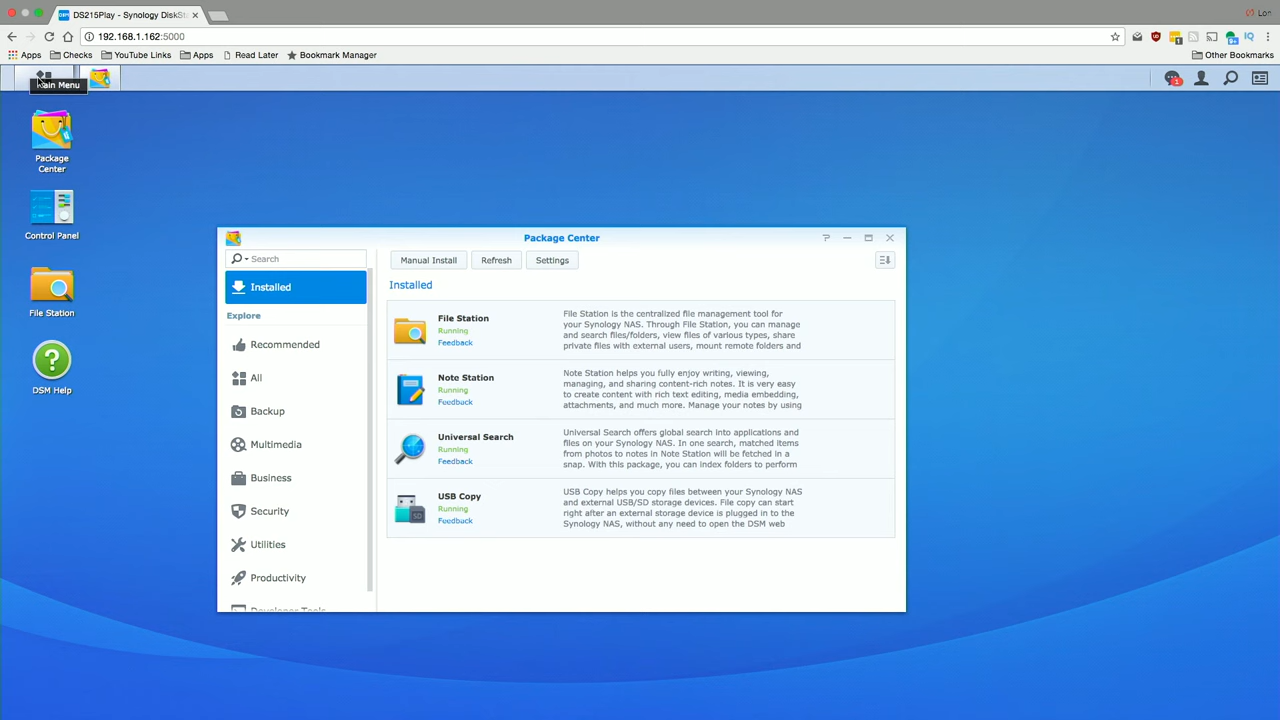 DS215Play - Synology DiskSt
Lor
192.168.1.162:5000
1
8+
IQ
Apps
Checks
YouTube Links
Apps
Read Later
Bookmark Manager
Other Bookmarks
Main Menu
1
Package
Center
Control Panel
File Station
?
DSM Help
Package Center
?
Search
Manual Install
Refresh
Settings
Installed
Installed
Explore
Recommended
All
Backup
Multimedia
Business
Security
Utilities
Productivity
Developer Tools
File Station
Running
Feedback
File Station is the centralized file management tool for
your Synology NAS. Through File Station, you can manage
and search files/folders, view files of various types, share
private files with external users, mount remote folders and
Note Station
Running
Feedback
Note Station helps you fully enjoy writing, viewing,
managing, and sharing content-rich notes. It is very easy
to create content with rich text editing, media embedding,
attachments, and much more. Manage your notes by using
Universal Search
Running
Feedback
Universal Search offers global search into applications and
files on your Synology NAS. In one search, matched items
from photos to notes in Note Station will be fetched in a
snap. With this package, you can index folders to perform
USB Copy
Running
Feedback
USB Copy helps you copy files between your Synology NAS
and external USB/SD storage devices. File copy can start
right after an external storage device is plugged in to the
Synology NAS, without any need to open the DSM web